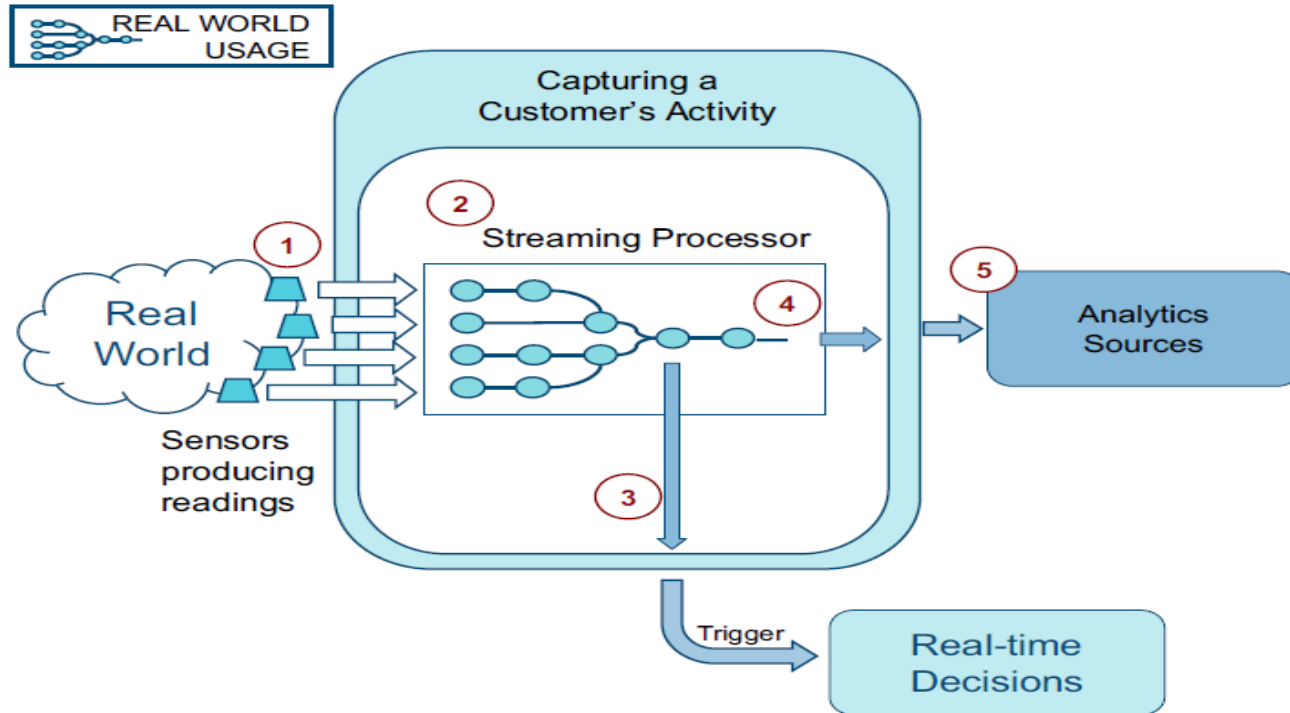 REAL WORLD
USAGE
Capturing a
Customer's Activity
2
Streaming Processor
1
Real
World
4
5
Analytics
Sources
Sensors
producing
readings
3
Trigger
Real-time
Decisions